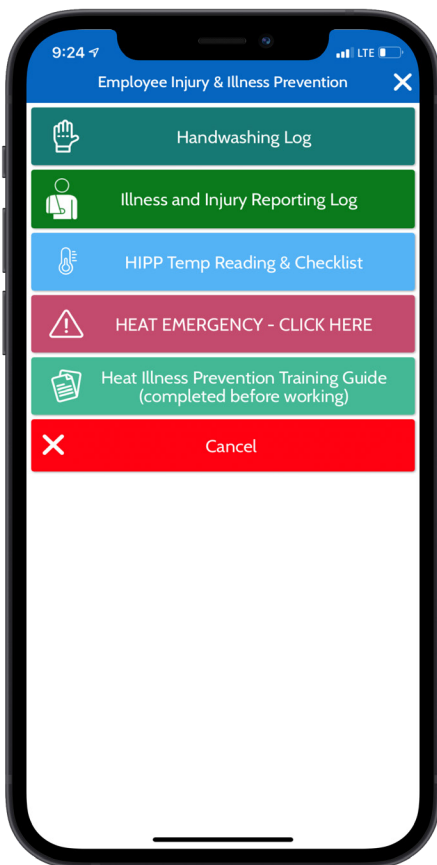 9:24
LTE
Employee Injury & Illness Prevention
Handwashing Log
Illness and Injury Reporting Log
HIPP Temp Reading & Checklist
HEAT EMERGENCY - CLICK HERE
Heat Illness Prevention Training Guide
(completed before working)
Cancel